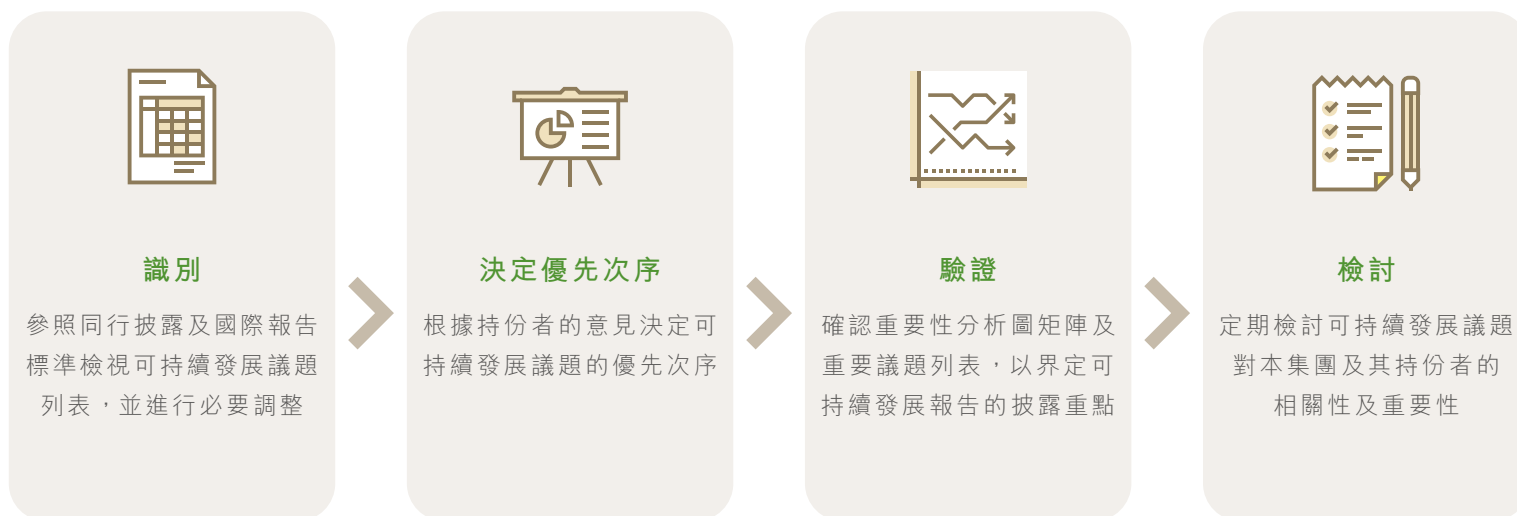 識別
參照同行披露及國際報告
標準檢視可持續發展議題
列表，並進行必要調整
決定優先次序
根據持份者的意見決定可
持續發展議題的優先次序
驗證
確認重要性分析圖矩陣及
重要議題列表，以界定可
持續發展報告的披露重點
檢討
定期檢討可持續發展議題
對本集團及其持份者的
相關性及重要性